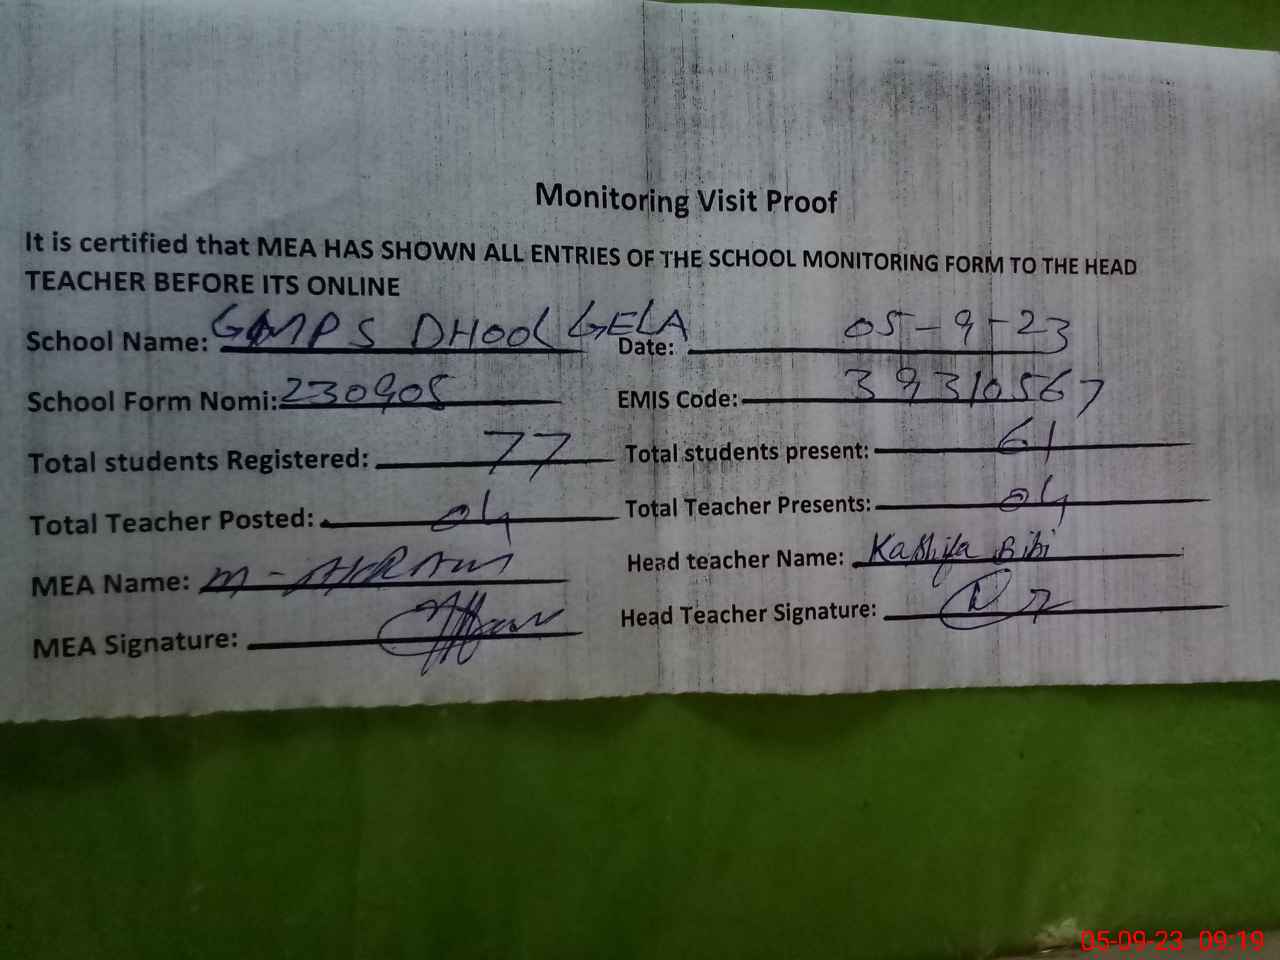 Monitoring Visit Proof
It is certified that MEA HAS SHOWN ALL ENTRIES OF THE SCHOOL MONITORING FORM TO THE HEAD
TEACHER BEFORE ITS ONLINE
School Name: GMPS DHOOL GELA Date: 05-9-23
School Form Nomi: 230905 EMIS Code: 39310567
Total students Registered: 77 Total students present: 61
Total Teacher Posted: 04 Total Teacher Presents: 04
MEA Name: M-AKRAM Head teacher Name: Kashifa Bibi
MEA Signature: Head Teacher Signature:
05-09-23 09:19